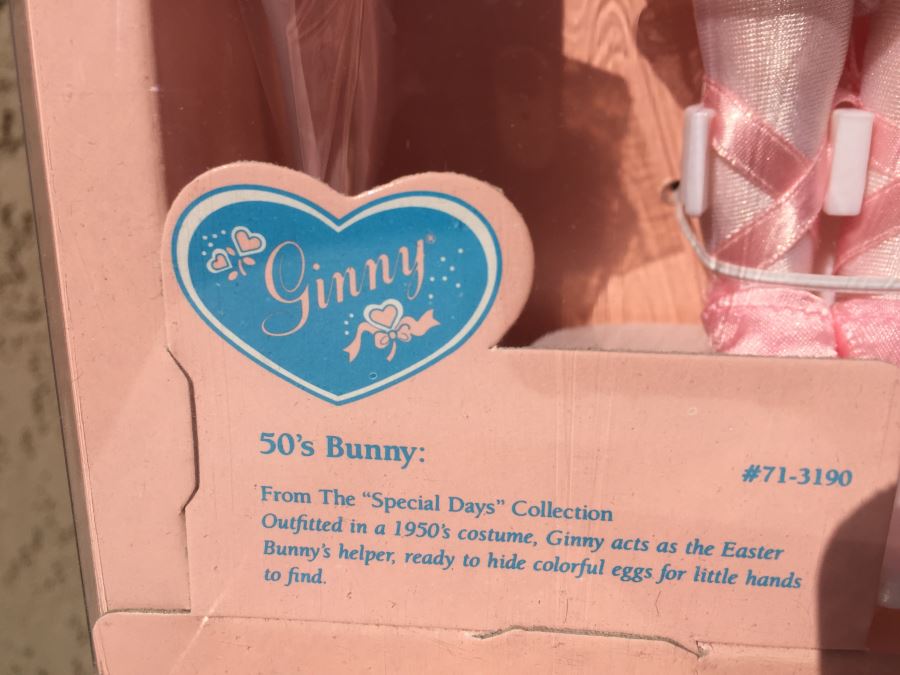 Ginny®
50's Bunny:
#71-3190
From The "Special Days" Collection
Outfitted in a 1950's costume, Ginny acts as the Easter
Bunny's helper, ready to hide colorful eggs for little hands
to find.